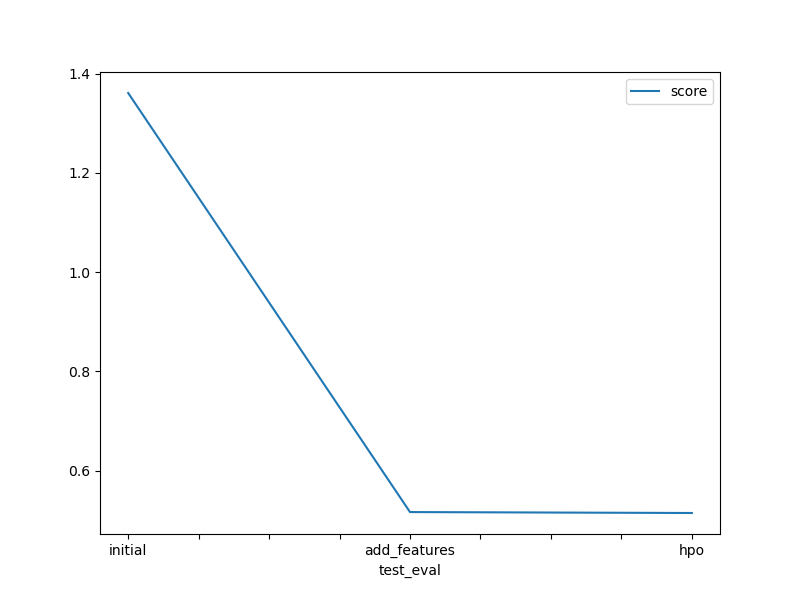 1.4
score
1.2
1.0
0.8
0.6
initial
add_features
hpo
test_eval